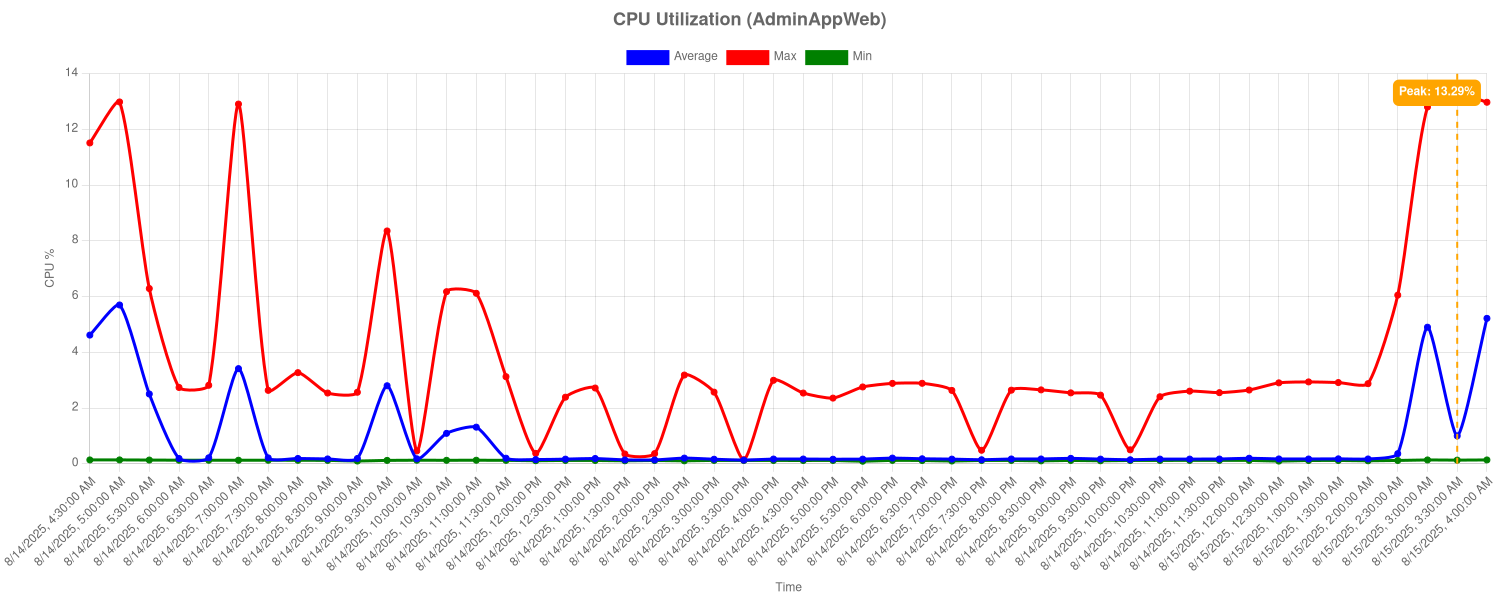 CPU Utilization (AdminAppWeb)
Average Max Min
14
Peak: 13.29%
12
10
8
CPU %
6
4
2
0
8/14/2025, 4:30:00 AM
8/14/2025, 5:00:00 AM
8/14/2025, 5:30:00 AM
8/14/2025, 6:00:00 AM
8/14/2025, 6:30:00 AM
8/14/2025, 7:00:00 AM
8/14/2025, 7:30:00 AM
8/14/2025, 8:00:00 AM
8/14/2025, 8:30:00 AM
8/14/2025, 9:00:00 AM
8/14/2025, 9:30:00 AM
8/14/2025, 10:00:00 AM
8/14/2025, 10:30:00 AM
8/14/2025, 11:00:00 AM
8/14/2025, 11:30:00 AM
8/14/2025, 12:00:00 PM
8/14/2025, 12:30:00 PM
8/14/2025, 1:00:00 PM
8/14/2025, 1:30:00 PM
8/14/2025, 2:00:00 PM
8/14/2025, 2:30:00 PM
8/14/2025, 3:00:00 PM
8/14/2025, 3:30:00 PM
8/14/2025, 4:00:00 PM
8/14/2025, 4:30:00 PM
8/14/2025, 5:00:00 PM
8/14/2025, 5:30:00 PM
8/14/2025, 6:00:00 PM
8/14/2025, 6:30:00 PM
8/14/2025, 7:00:00 PM
8/14/2025, 7:30:00 PM
8/14/2025, 8:00:00 PM
8/14/2025, 8:30:00 PM
8/14/2025, 9:00:00 PM
8/14/2025, 9:30:00 PM
8/14/2025, 10:00:00 PM
8/14/2025, 10:30:00 PM
8/14/2025, 11:00:00 PM
8/14/2025, 11:30:00 PM
8/15/2025, 12:00:00 AM
8/15/2025, 12:30:00 AM
8/15/2025, 1:00:00 AM
8/15/2025, 1:30:00 AM
8/15/2025, 2:00:00 AM
8/15/2025, 2:30:00 AM
8/15/2025, 3:00:00 AM
8/15/2025, 3:30:00 AM
8/15/2025, 4:00:00 AM
Time